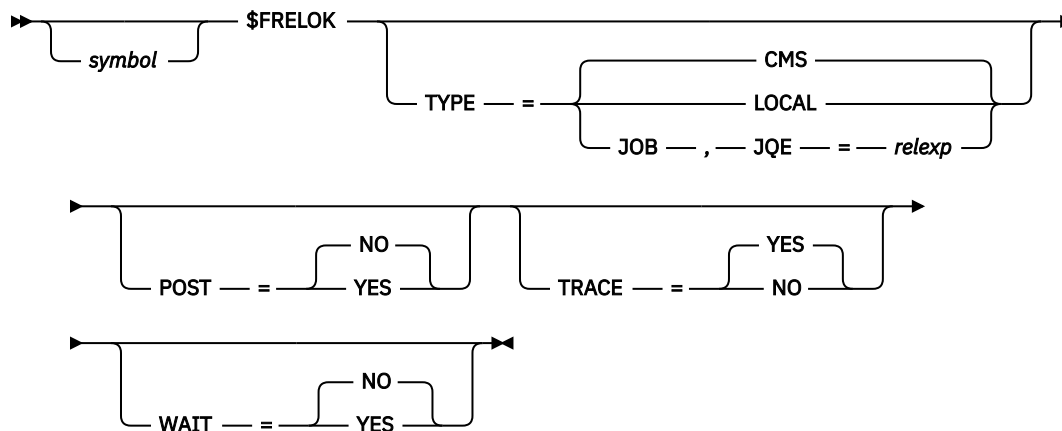 $FRELOK
symbol
CMS
TYPE = LOCAL
JOB , JQE = relexp
NO YES
POST = YES TRACE = NO
NO
WAIT = YES